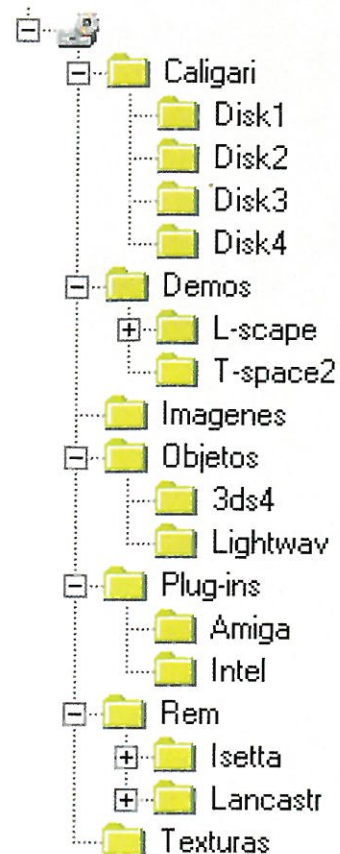 Caligari
Disk1
Disk2
Disk3
Disk4
Demos
L-scape
T-space2
Imagenes
Objetos
3ds4
Lightwav
Plug-ins
Amiga
Intel
Rem
Isetta
Lancastr
Texturas